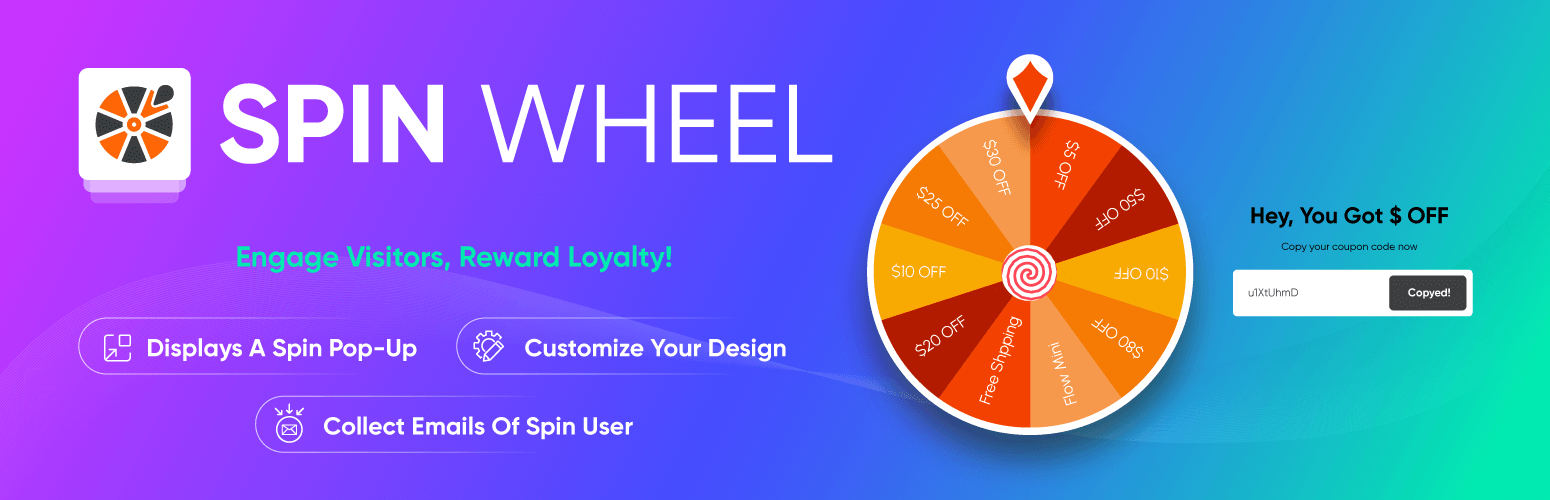 SPIN WHEEL
Engage Visitors, Reward Loyalty!
Displays A Spin Pop-Up
Customize Your Design
Collect Emails Of Spin User
$5 OFF
$50 OFF
$10 OFF
$80 OFF
Flow Mini
Free Shpping
$20 OFF
$10 OFF
$25 OFF
$30 OFF
Hey, You Got $ OFF
Copy your coupon code now
u1XtUhmD
Copyed!